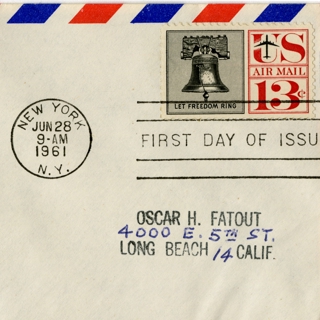 US
AIR MAIL
13¢
LET FREEDOM RING
NEW YORK
JUN 28
9-AM
1961
N.Y.
FIRST DAY OF ISSU
OSCAR H. FATOUT
4000 E. 5TH ST.
LONG BEACH 14 CALIF.